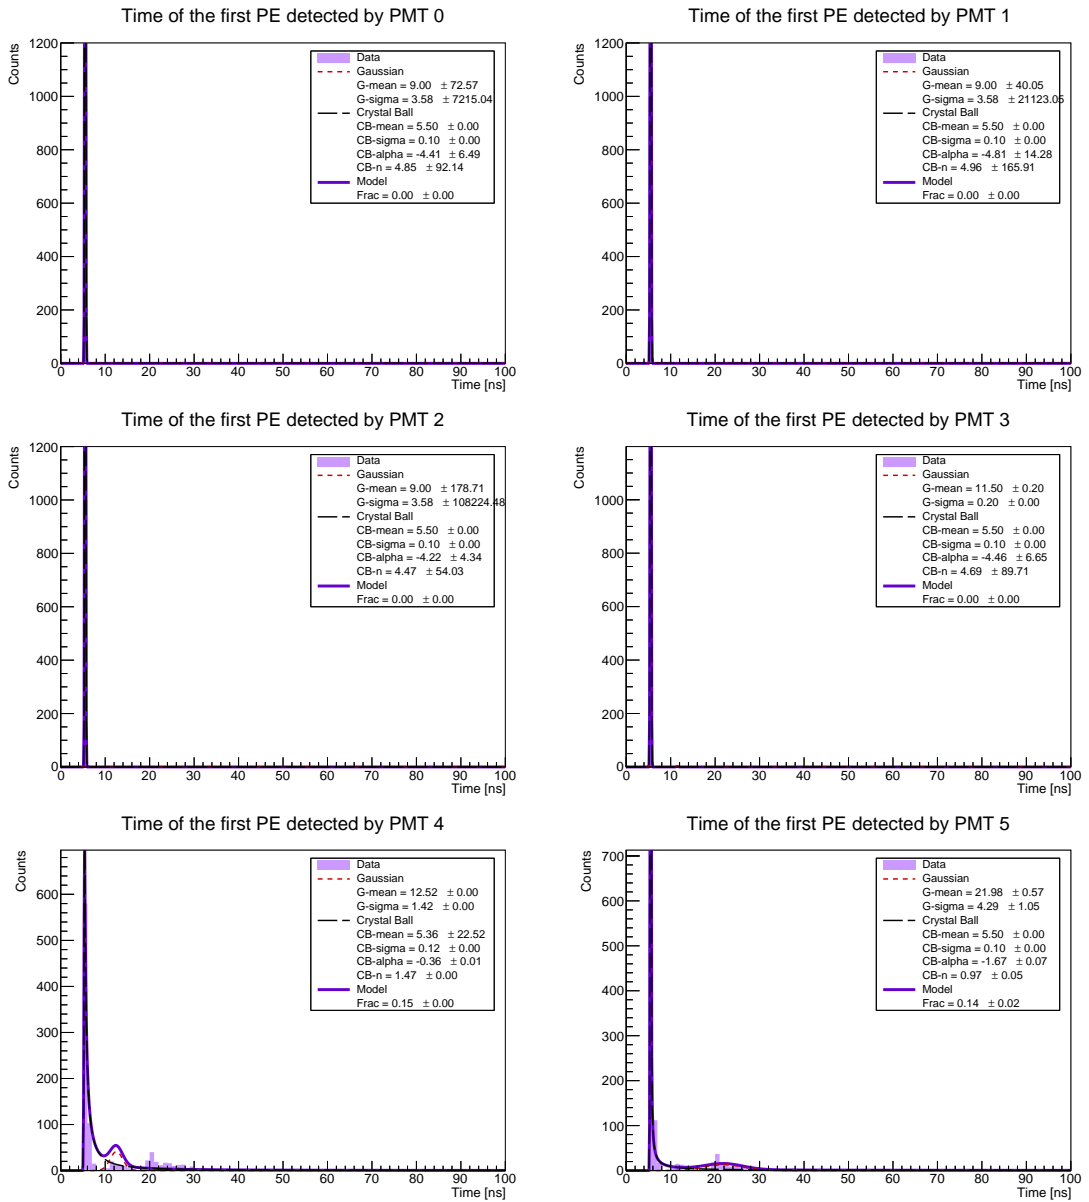 Time of the first PE detected by PMT 0
Counts
1200
1000
800
600
400
200
0
0 10 20 30 40 50 60 70 80 90 100
Time [ns]
Data
Gaussian
G-mean = 9.00 ± 72.57
G-sigma = 3.58 ± 7215.04
Crystal Ball
CB-mean = 5.50 ± 0.00
CB-sigma = 0.10 ± 0.00
CB-alpha = -4.41 ± 6.49
CB-n = 4.85 ± 92.14
Model
Frac = 0.00 ± 0.00
Time of the first PE detected by PMT 1
Counts
1200
1000
800
600
400
200
0
0 10 20 30 40 50 60 70 80 90 100
Time [ns]
Data
Gaussian
G-mean = 9.00 ± 40.05
G-sigma = 3.58 ± 21123.05
Crystal Ball
CB-mean = 5.50 ± 0.00
CB-sigma = 0.10 ± 0.00
CB-alpha = -4.81 ± 14.28
CB-n = 4.96 ± 165.91
Model
Frac = 0.00 ± 0.00
Time of the first PE detected by PMT 2
Counts
1200
1000
800
600
400
200
0
0 10 20 30 40 50 60 70 80 90 100
Time [ns]
Data
Gaussian
G-mean = 9.00 ± 178.71
G-sigma = 3.58 ± 108224.48
Crystal Ball
CB-mean = 5.50 ± 0.00
CB-sigma = 0.10 ± 0.00
CB-alpha = -4.22 ± 4.34
CB-n = 4.47 ± 54.03
Model
Frac = 0.00 ± 0.00
Time of the first PE detected by PMT 3
Counts
1200
1000
800
600
400
200
0
0 10 20 30 40 50 60 70 80 90 100
Time [ns]
Data
Gaussian
G-mean = 11.50 ± 0.20
G-sigma = 0.20 ± 0.00
Crystal Ball
CB-mean = 5.50 ± 0.00
CB-sigma = 0.10 ± 0.00
CB-alpha = -4.46 ± 6.65
CB-n = 4.69 ± 89.71
Model
Frac = 0.00 ± 0.00
Time of the first PE detected by PMT 4
Counts
600
500
400
300
200
100
0
0 10 20 30 40 50 60 70 80 90 100
Time [ns]
Data
Gaussian
G-mean = 12.52 ± 0.00
G-sigma = 1.42 ± 0.00
Crystal Ball
CB-mean = 5.36 ± 22.52
CB-sigma = 0.12 ± 0.00
CB-alpha = -0.36 ± 0.01
CB-n = 1.47 ± 0.00
Model
Frac = 0.15 ± 0.00
Time of the first PE detected by PMT 5
Counts
700
600
500
400
300
200
100
0
0 10 20 30 40 50 60 70 80 90 100
Time [ns]
Data
Gaussian
G-mean = 21.98 ± 0.57
G-sigma = 4.29 ± 1.05
Crystal Ball
CB-mean = 5.50 ± 0.00
CB-sigma = 0.10 ± 0.00
CB-alpha = -1.67 ± 0.07
CB-n = 0.97 ± 0.05
Model
Frac = 0.14 ± 0.02